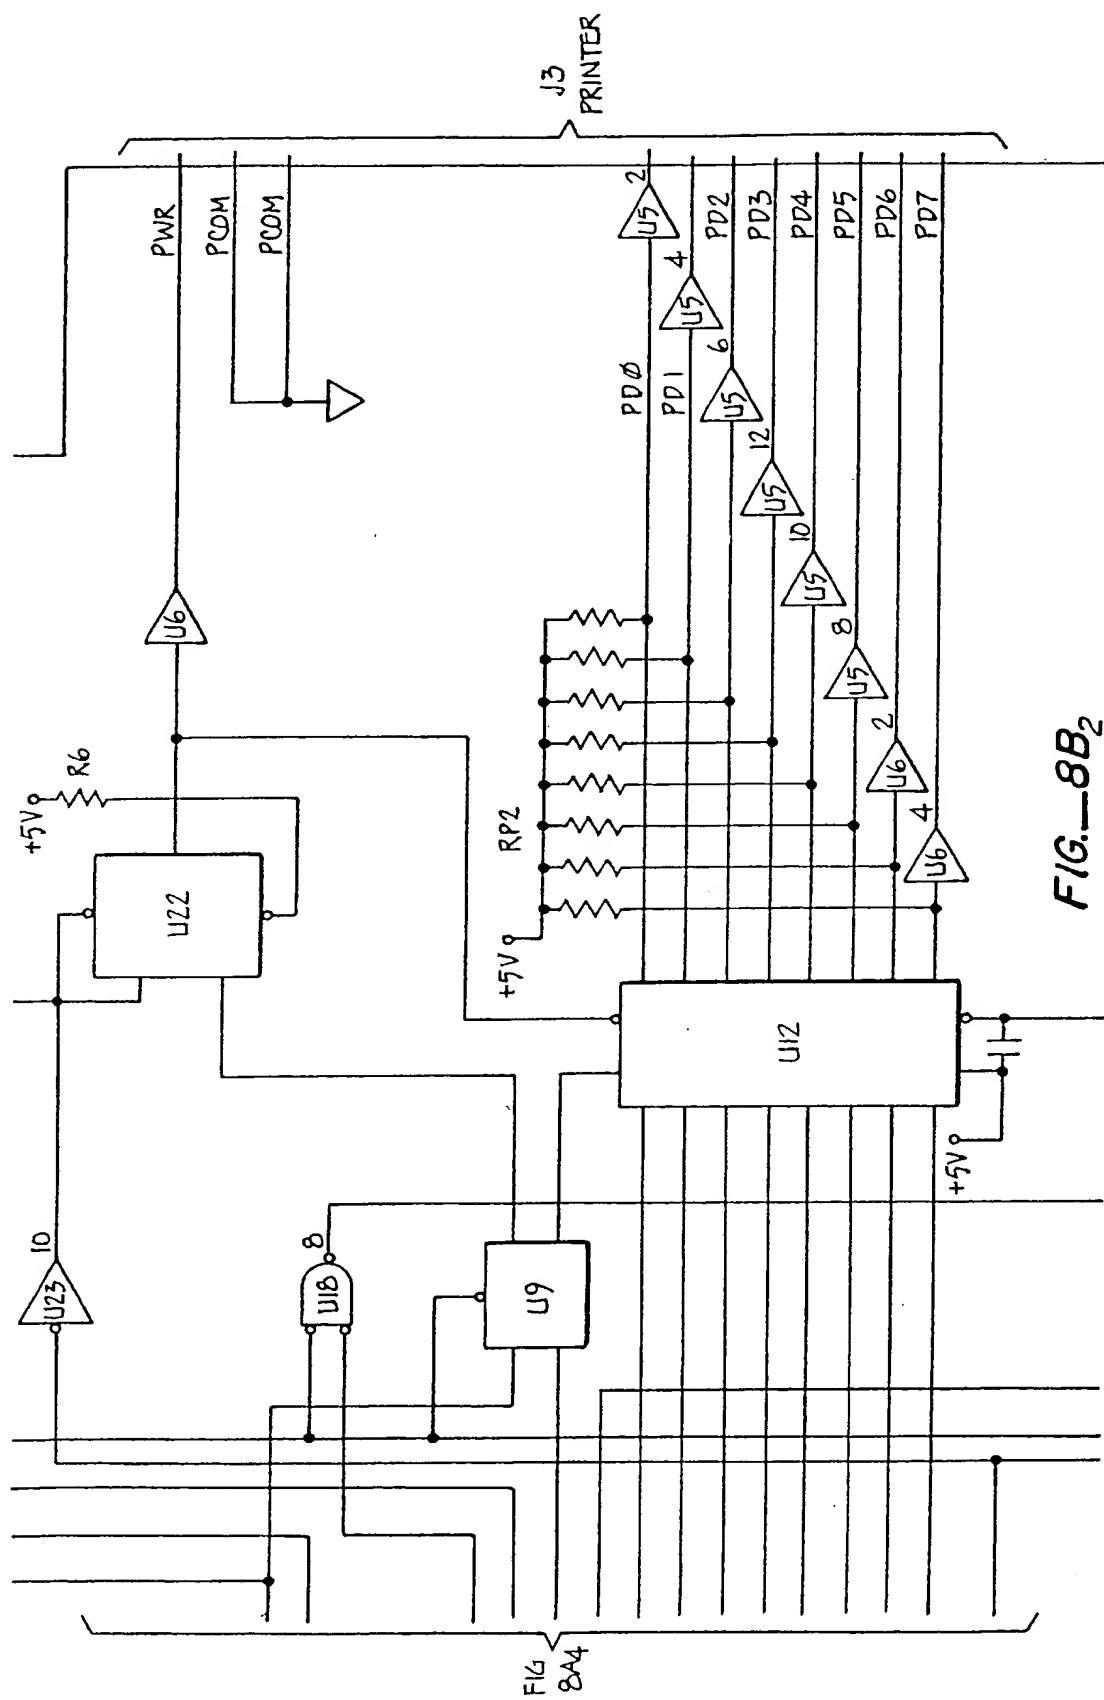 J3
PRINTER
PWR
PCOM
PCOM
+5V
R6
U6
U22
10
U23
8
U18
U9
+5V
RP2
PDØ
U5
2
PD1
U5
4
PD2
U5
6
PD3
U5
12
PD4
U5
10
PD5
U5
8
PD6
U6
2
PD7
U6
4
U12
+5V
FIG
8A4
FIG._8B2